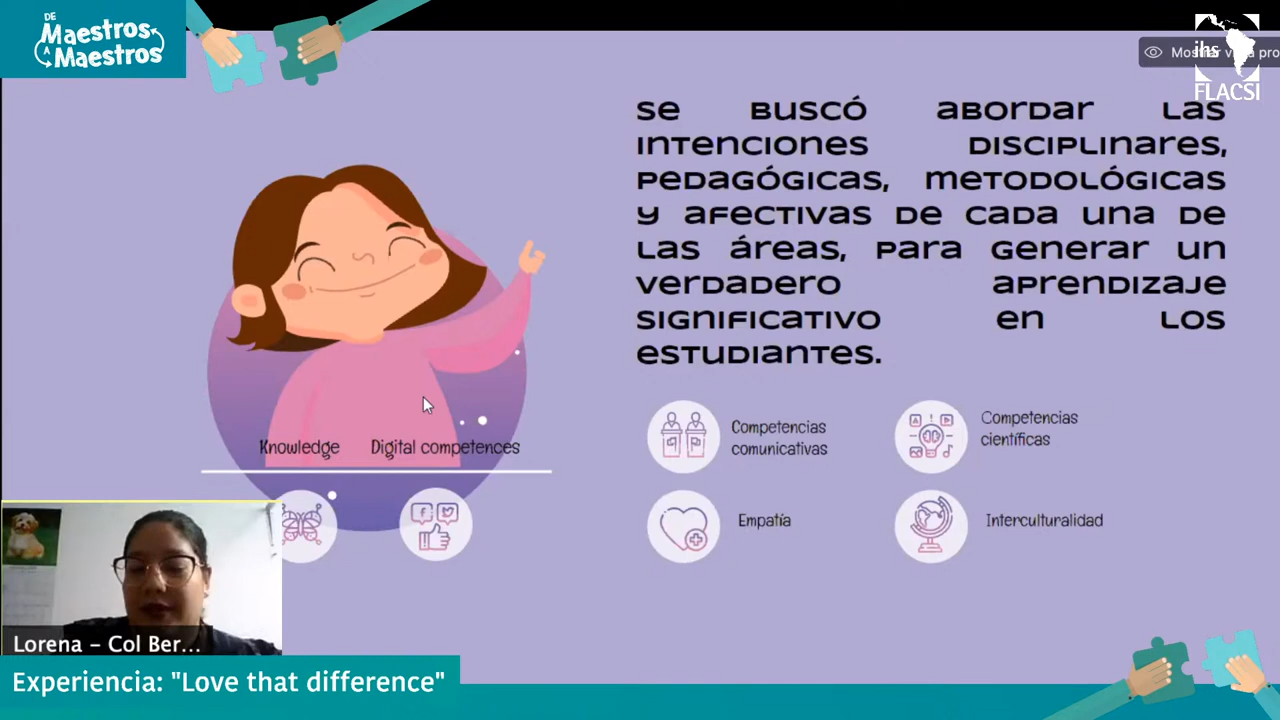 DE
Maestros
A
Maestros
Mostrar v
a pro
ihs
FLACSI
Se BUSCÓ ABORDAR LAS
INTENCIONES DISCIPLINARES,
PEDAGÓGICAS, METODOLÓGICAS
Y AFECTIVAS DE CADA UNA DE
LAS ÁREAS, PARA GENERAR UN
VERDADERO APRENDIZAJE
SIGNIFICATIVO EN LOS
ESTUDIANTES.
Knowledge
Digital competences
Competencias
comunicativas
Competencias
científicas
Empatía
Interculturalidad
Lorena – Col Ber...
Experiencia: "Love that difference"